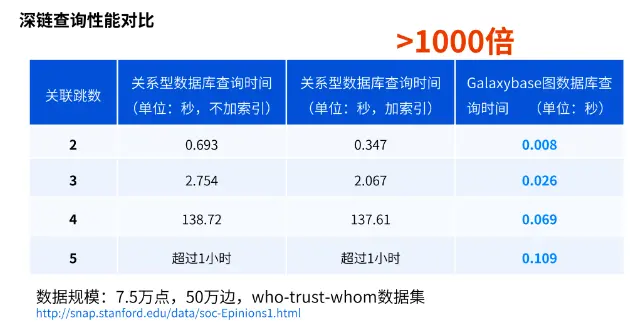 深链查询性能对比
>1000倍
关联跳数 关系型数据库查询时间 关系型数据库查询时间 Galaxybase图数据库查
（单位：秒，不加索引） （单位：秒，加索引） 询时间 （单位：秒）
2 0.693 0.347 0.008
3 2.754 2.067 0.026
4 138.72 137.61 0.069
5 超过1小时 超过1小时 0.109
数据规模：7.5万点，50万边，who-trust-whom数据集
http://snap.stanford.edu/data/soc-Epinions1.html